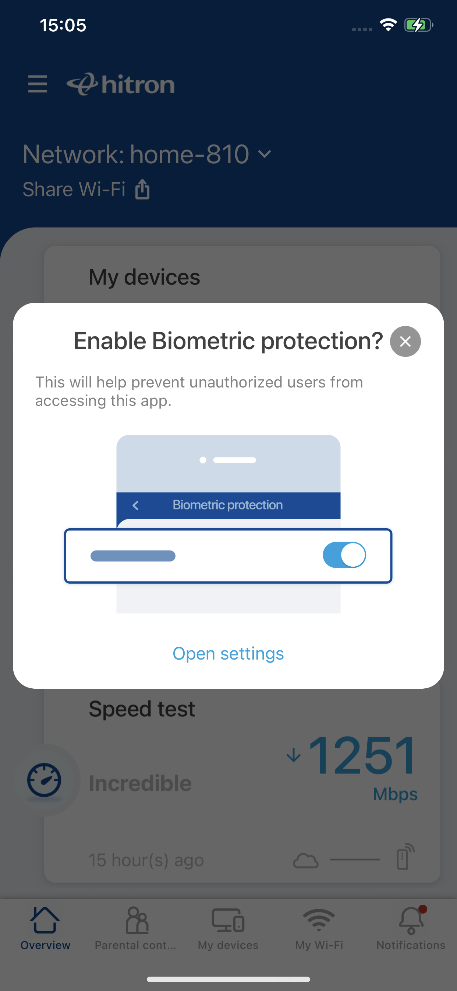 15:05
hitron
Network: home-810
Share Wi-Fi
My devices
Enable Biometric protection?
This will help prevent unauthorized users from
accessing this app.
Biometric protection
Open settings
Speed test
1251
Incredible
Mbps
15 hour(s) ago
Overview
Parental cont...
My devices
My Wi-Fi
Notifications